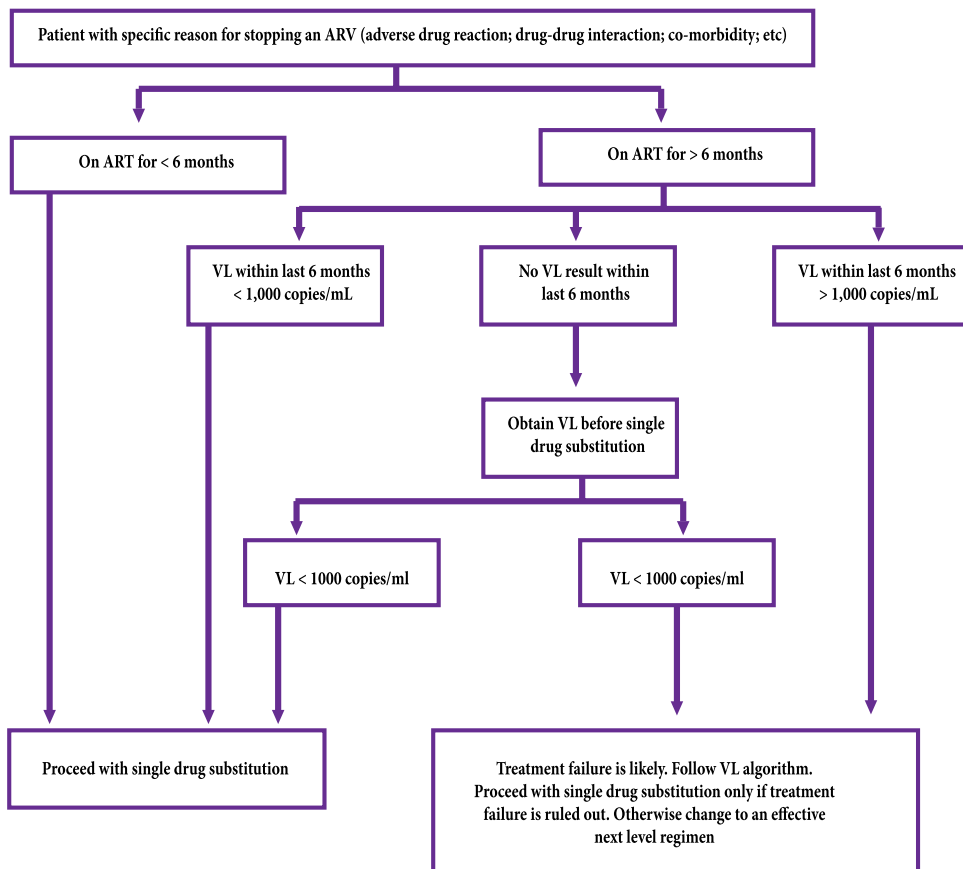 Patient with specific reason for stopping an ARV (adverse drug reaction; drug-drug interaction; co-morbidity; etc)
On ART for < 6 months
On ART for > 6 months
VL within last 6 months
< 1,000 copies/mL
No VL result within
last 6 months
VL within last 6 months
> 1,000 copies/mL
Obtain VL before single
drug substitution
VL < 1000 copies/ml
VL < 1000 copies/ml
Proceed with single drug substitution
Treatment failure is likely. Follow VL algorithm.
Proceed with single drug substitution only if treatment
failure is ruled out. Otherwise change to an effective
next level regimen